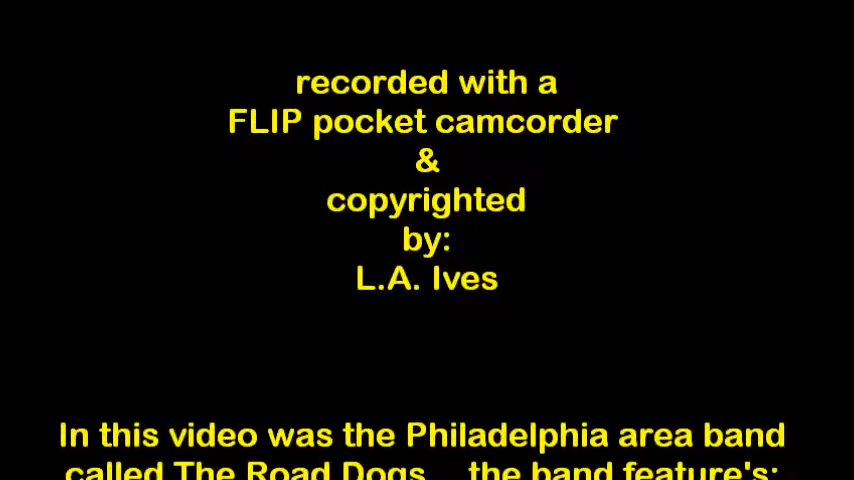 recorded with a
FLIP pocket camcorder
&
copyrighted
by:
L.A. Ives
In this video was the Philadelphia area band
called The Road Dogs... the band feature's: